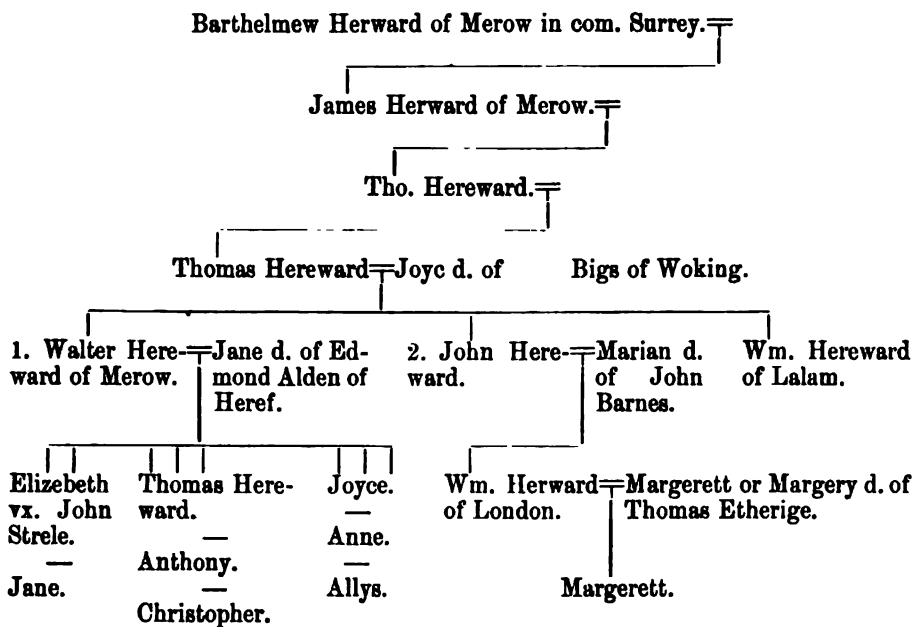 Barthelmew Herward of Merow in com. Surrey.
James Herward of Merow.
Tho. Hereward.
Thomas Hereward Joyc d. of Bigs of Woking.
1. Walter Here-
ward of Merow.
Jane d. of Ed-
mond Alden of
Heref.
2. John Here-
ward.
Marian d.
of John
Barnes.
Wm. Hereward
of Lalam.
Elizebeth
vx. John
Strele.
—
Jane.
Thomas Here-
ward.
—
Anthony.
—
Christopher.
Joyce.
—
Anne.
—
Allys.
Wm. Herward
of London.
Margerett or Margery d. of
Thomas Etherige.
Margerett.